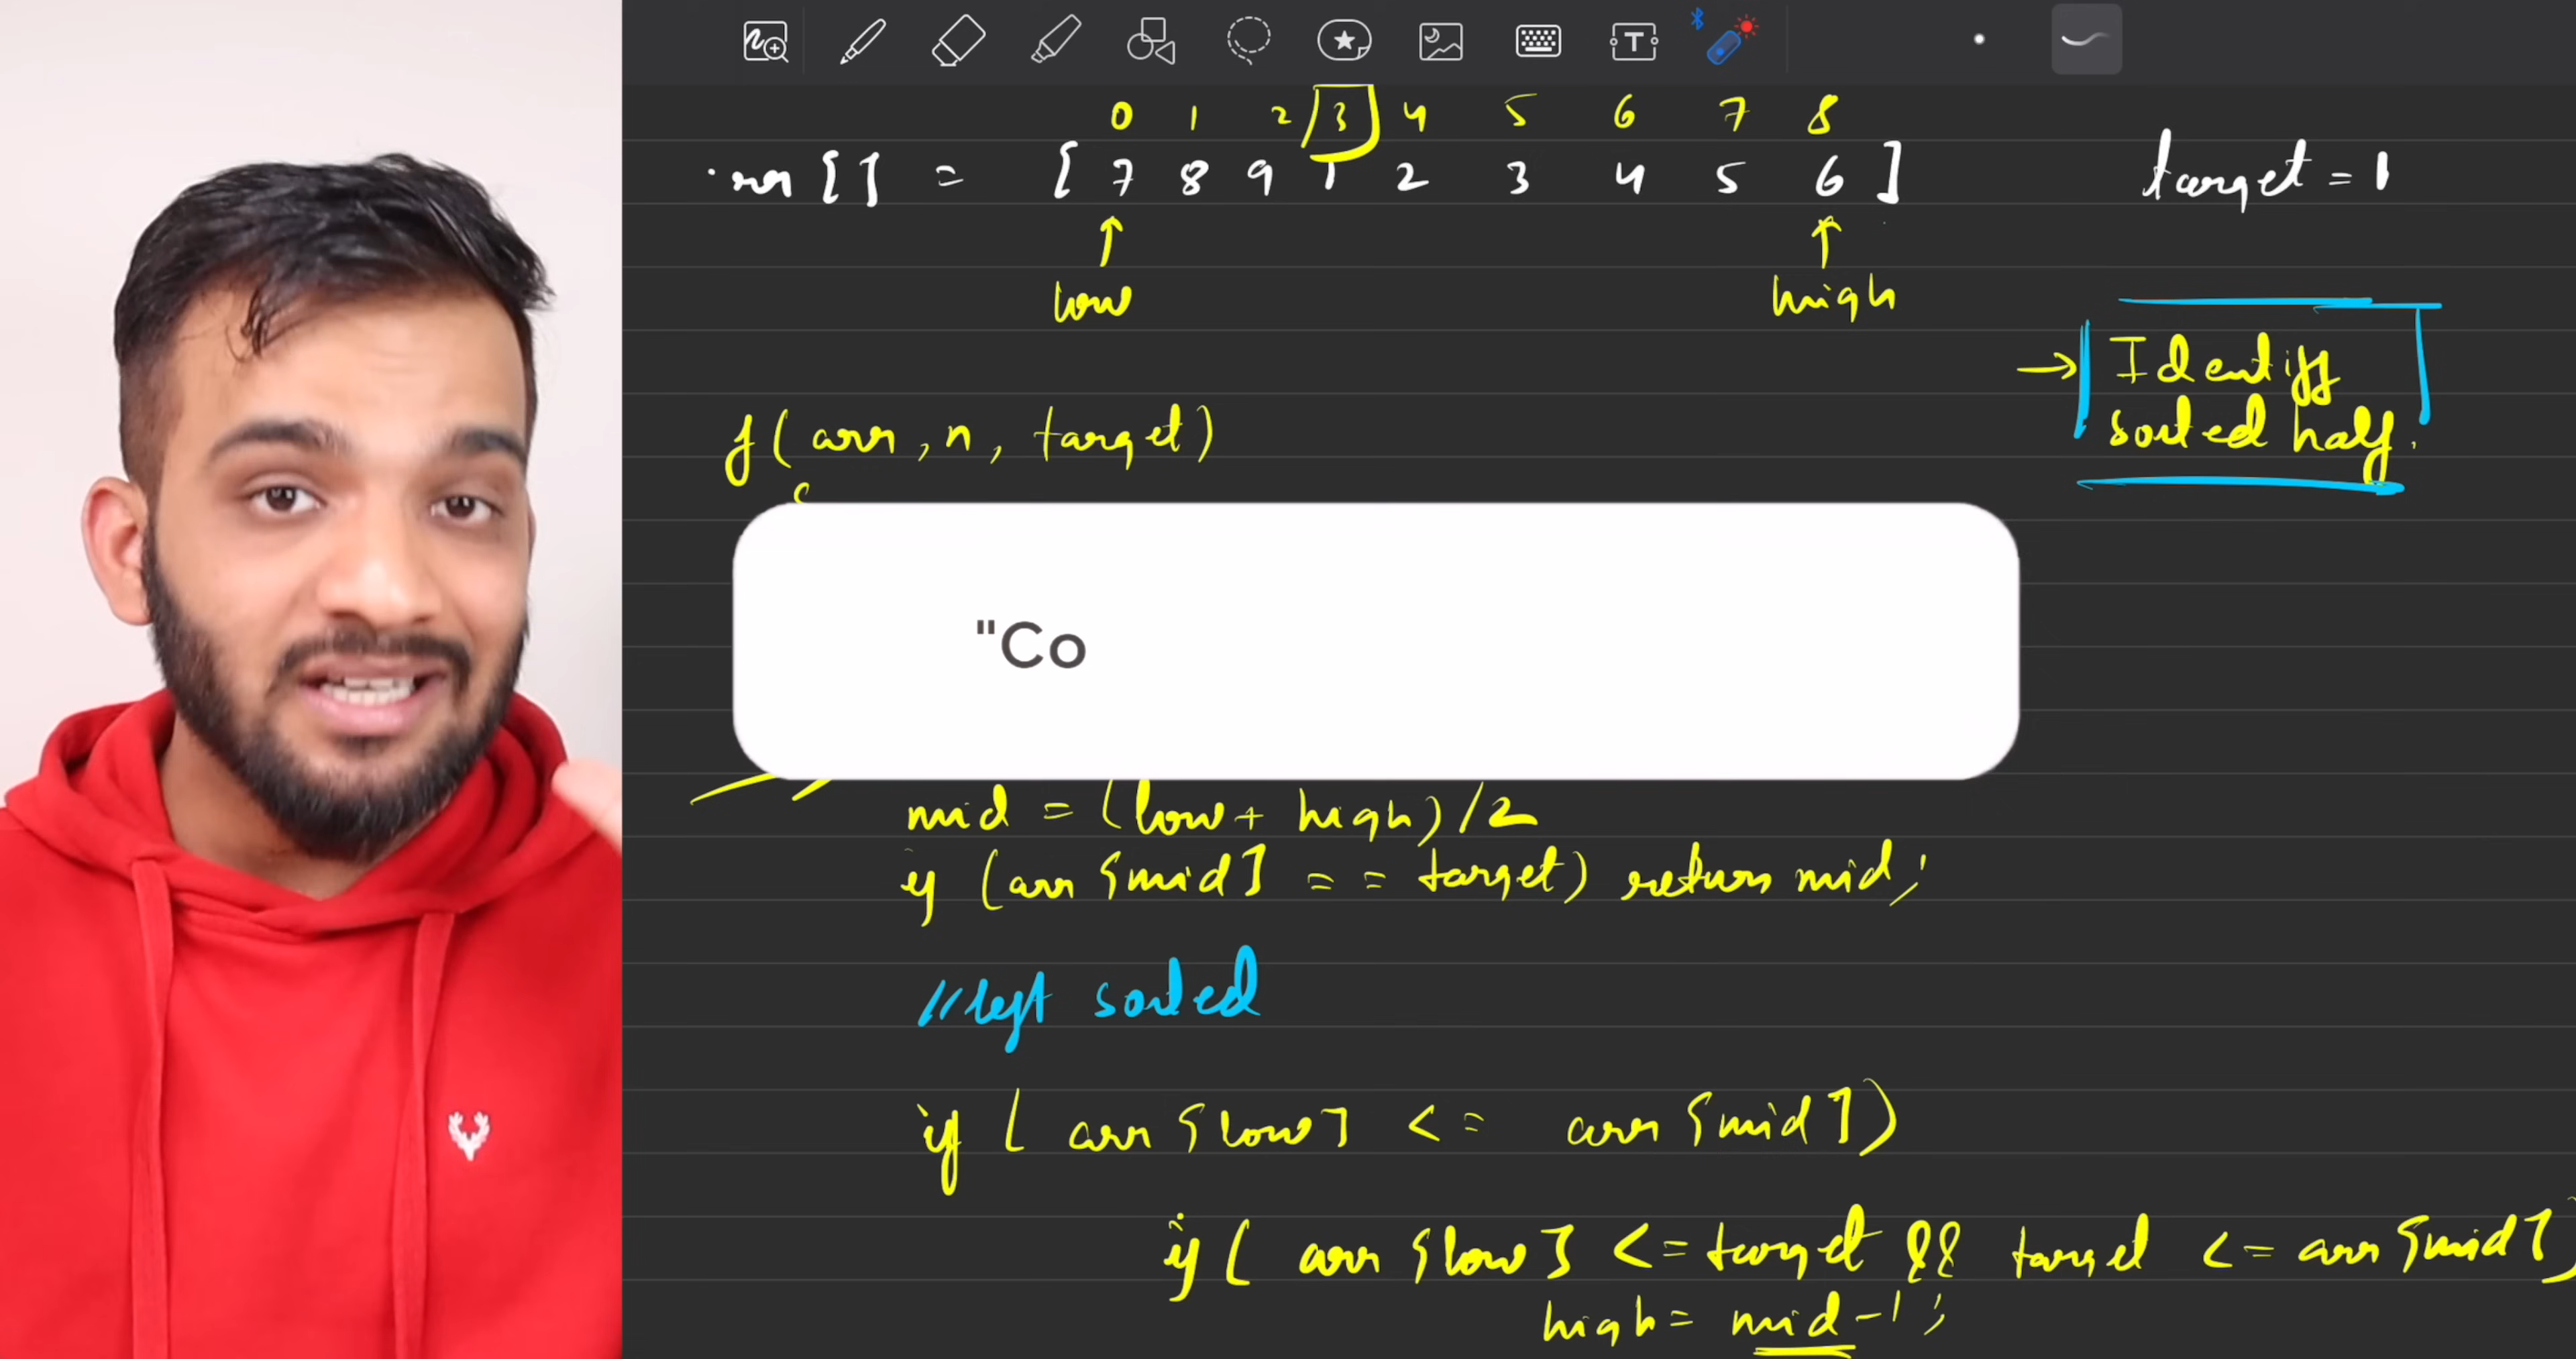 0 1 2 3 4 5 6 7 8
arr [] = [ 7 8 9 1 2 3 4 5 6 ] target = 1
low high
→ Identify
sorted half.
f( arr , n , target )
{
"Co
mid = (low + high) / 2
if (arr [mid] == target) return mid;
// left sorted
if ( arr [low] <= arr [mid] )
if ( arr [low] <= target && target <= arr [mid] )
high = mid - 1 ;